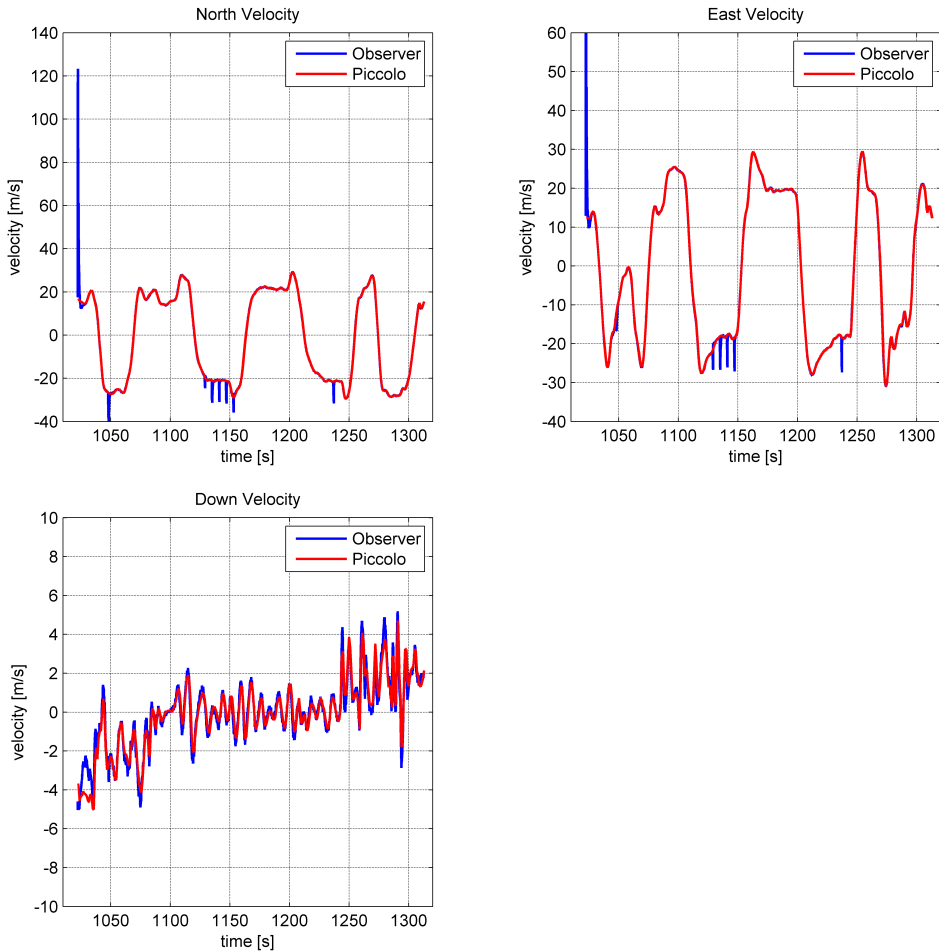 North Velocity
140
120
100
80
60
40
20
0
-20
-40
velocity [m/s]
1050 1100 1150 1200 1250 1300
time [s]
Observer
Piccolo
East Velocity
60
50
40
30
20
10
0
-10
-20
-30
-40
velocity [m/s]
1050 1100 1150 1200 1250 1300
time [s]
Observer
Piccolo
Down Velocity
10
8
6
4
2
0
-2
-4
-6
-8
-10
velocity [m/s]
1050 1100 1150 1200 1250 1300
time [s]
Observer
Piccolo